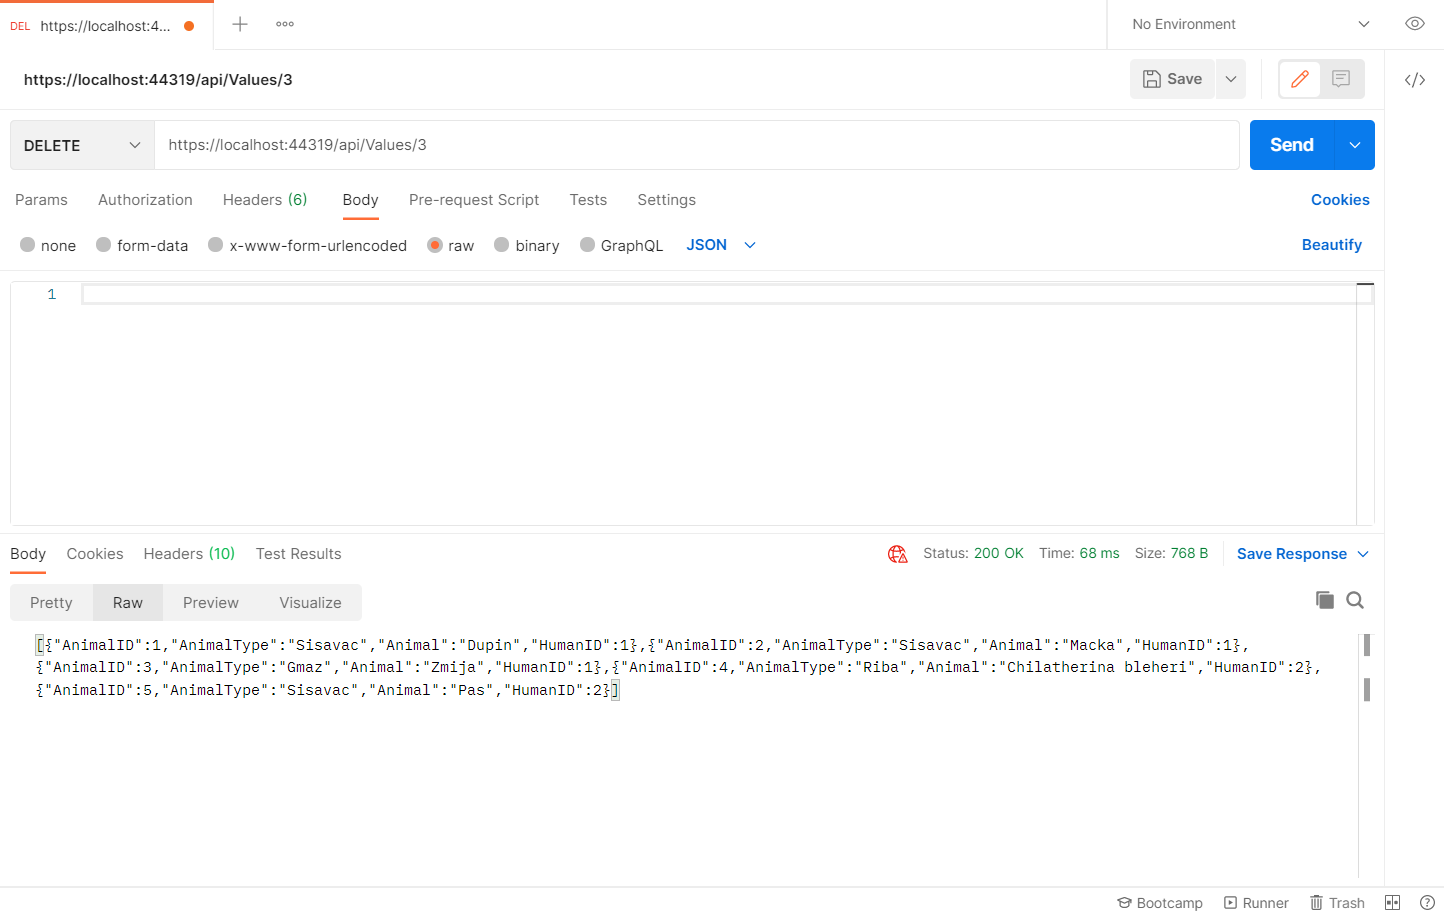 DEL https://localhost:4...
No Environment
https://localhost:44319/api/Values/3
Save
DELETE
https://localhost:44319/api/Values/3
Send
Params Authorization Headers (6) Body Pre-request Script Tests Settings Cookies
none form-data x-www-form-urlencoded raw binary GraphQL JSON Beautify
1
Body Cookies Headers (10) Test Results Status: 200 OK Time: 68 ms Size: 768 B Save Response
Pretty Raw Preview Visualize
[{"AnimalID":1,"AnimalType":"Sisavac","Animal":"Dupin","HumanID":1},{"AnimalID":2,"AnimalType":"Sisavac","Animal":"Macka","HumanID":1},
{"AnimalID":3,"AnimalType":"Gmaz","Animal":"Zmija","HumanID":1},{"AnimalID":4,"AnimalType":"Riba","Animal":"Chilatherina bleheri","HumanID":2},
{"AnimalID":5,"AnimalType":"Sisavac","Animal":"Pas","HumanID":2}]
Bootcamp Runner Trash